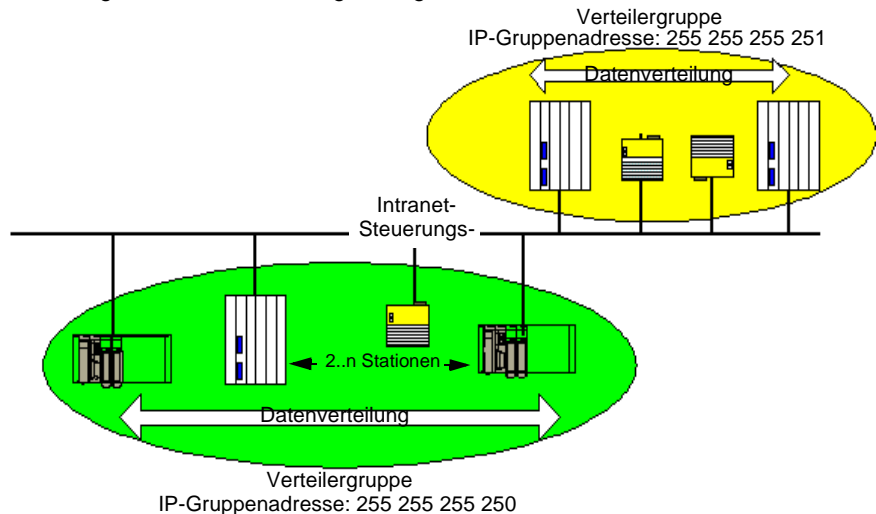 Verteilergruppe
IP-Gruppenadresse: 255 255 255 251
Datenverteilung
Intranet-
Steuerungs-
2..n Stationen
Datenverteilung
Verteilergruppe
IP-Gruppenadresse: 255 255 255 250